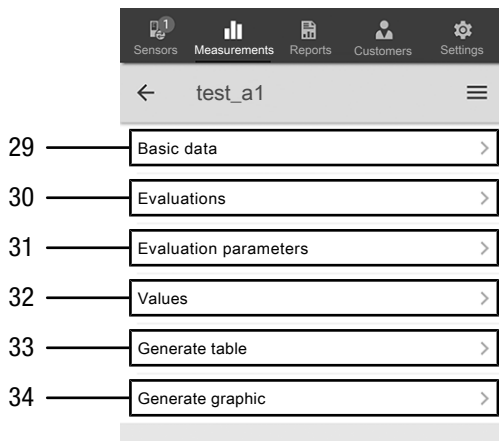 1
Sensors Measurements Reports Customers Settings
test_a1
29 Basic data
30 Evaluations
31 Evaluation parameters
32 Values
33 Generate table
34 Generate graphic